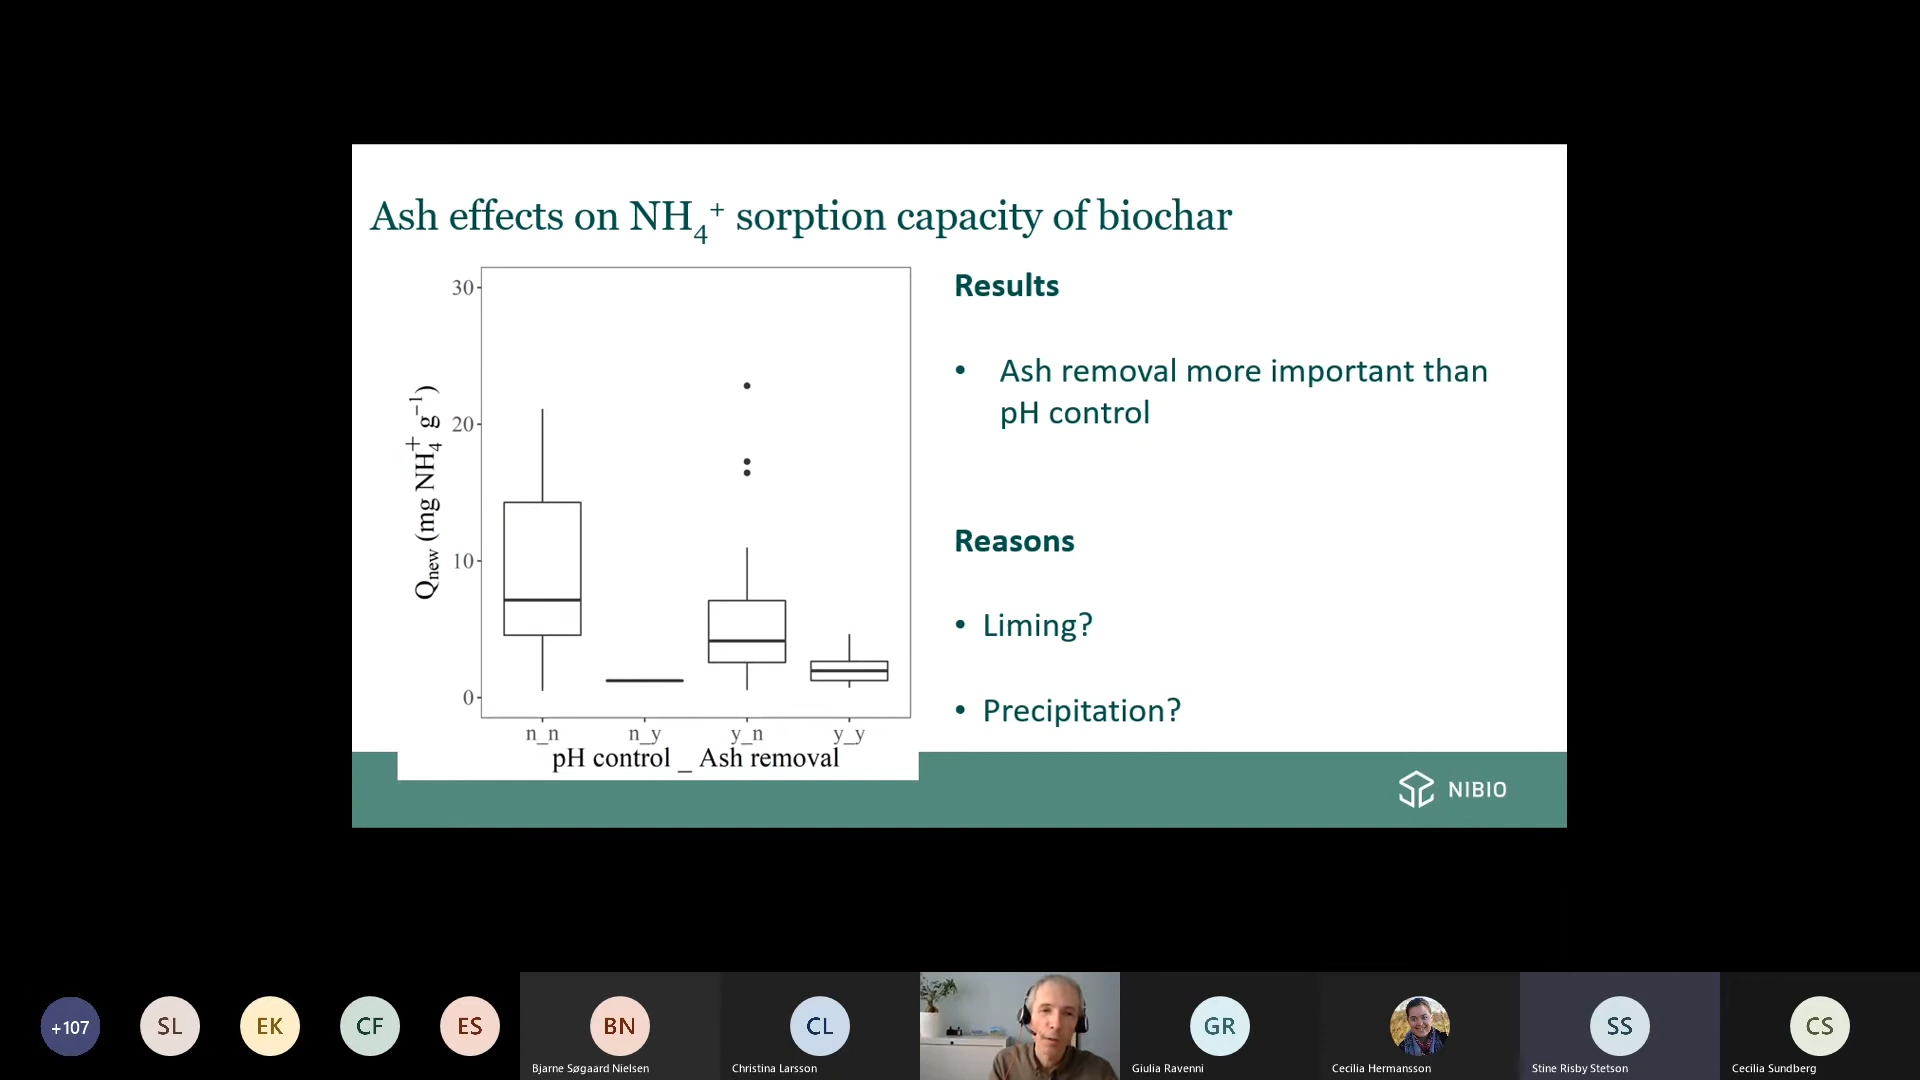 Ash effects on NH₄⁺ sorption capacity of biochar
30
20
10
0
Qnew (mg NH₄⁺ g⁻¹)
n_n n_y y_n y_y
pH control _ Ash removal
Results
• Ash removal more important than
pH control
Reasons
• Liming?
• Precipitation?
NIBIO
+107 SL EK CF ES BN CL GR SS CS
Bjarne Søgaard Nielsen Christina Larsson Giulia Ravenni Cecilia Hermansson Stine Risby Stetson Cecilia Sundberg